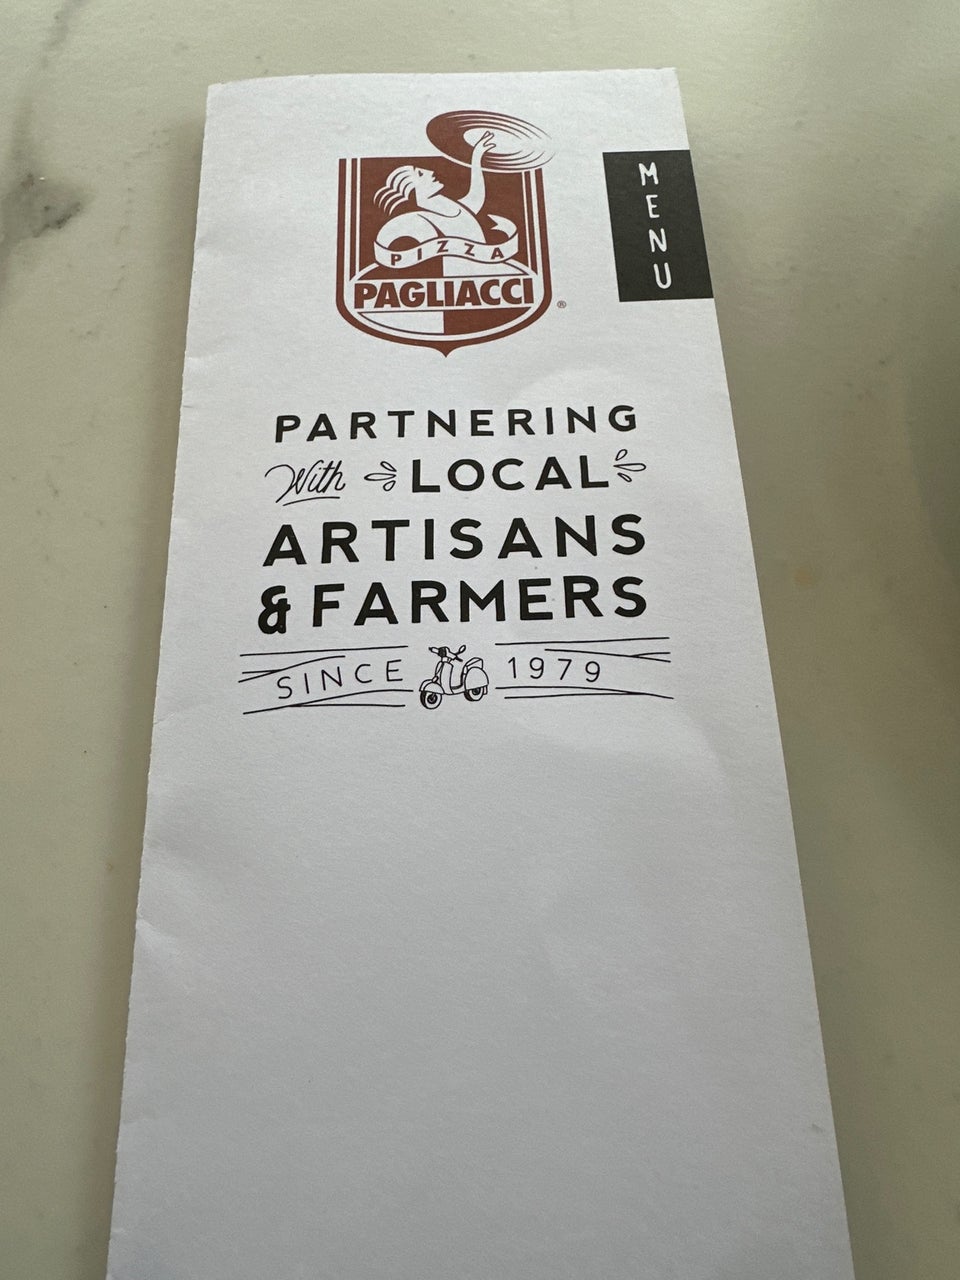 PIZZA
PAGLIACCI®
MENU
PARTNERING
With LOCAL
ARTISANS
& FARMERS
SINCE 1979